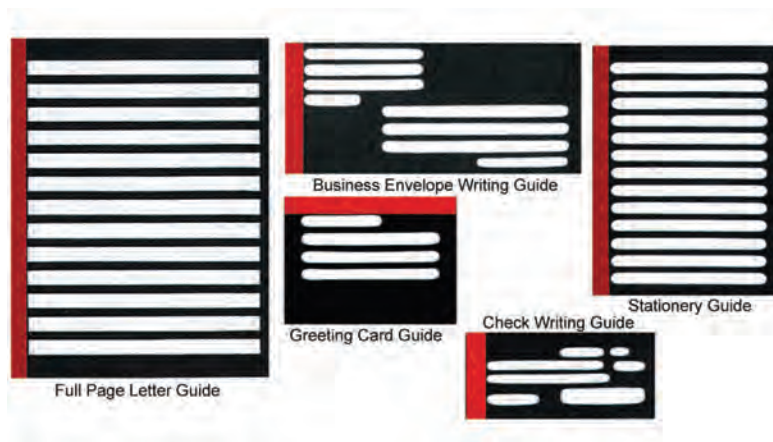 Business Envelope Writing Guide
Stationery Guide
Greeting Card Guide
Check Writing Guide
Full Page Letter Guide